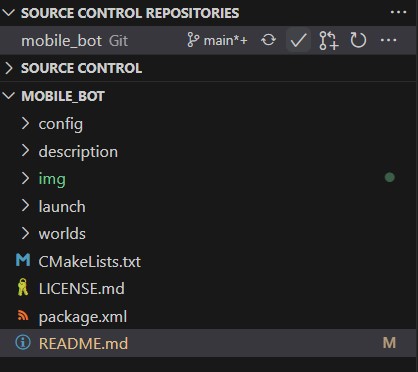 SOURCE CONTROL REPOSITORIES
mobile_bot Git main*+
SOURCE CONTROL
MOBILE_BOT
config
description
img
launch
worlds
CMakeLists.txt
LICENSE.md
package.xml
README.md M